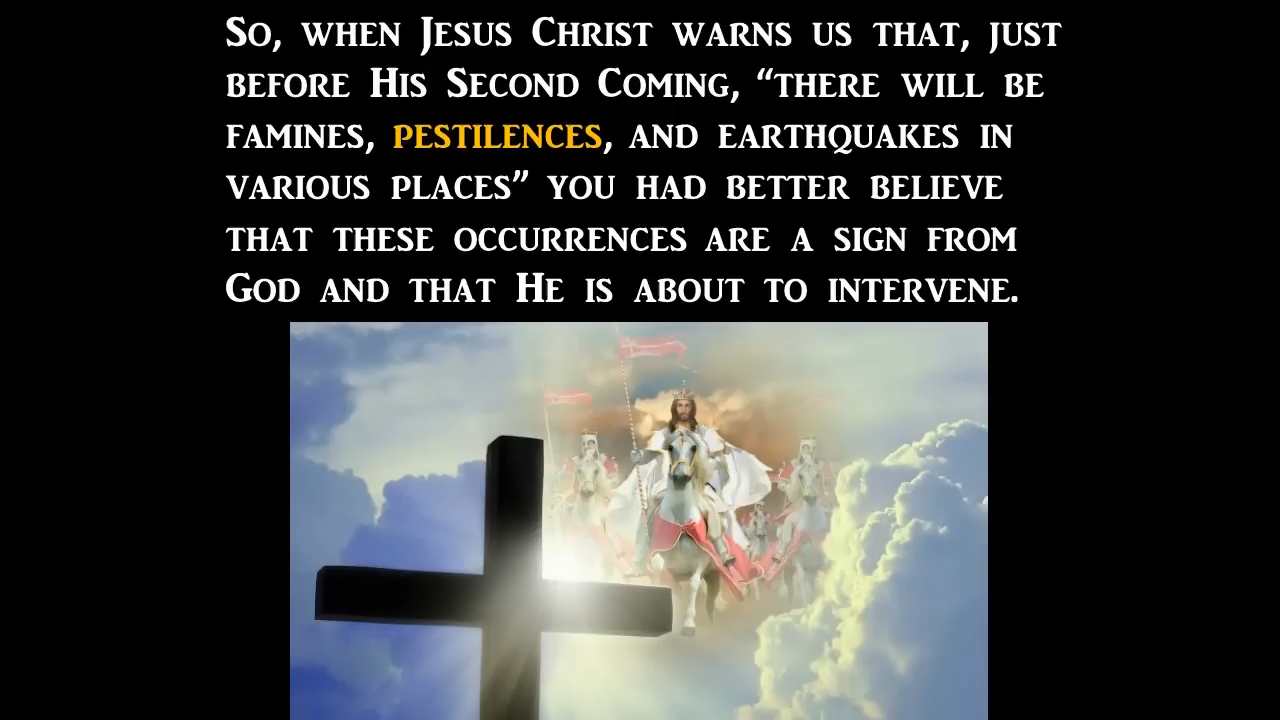 So, when Jesus Christ warns us that, just
before His Second Coming, “there will be
famines, pestilences, and earthquakes in
various places” you had better believe
that these occurrences are a sign from
God and that He is about to intervene.